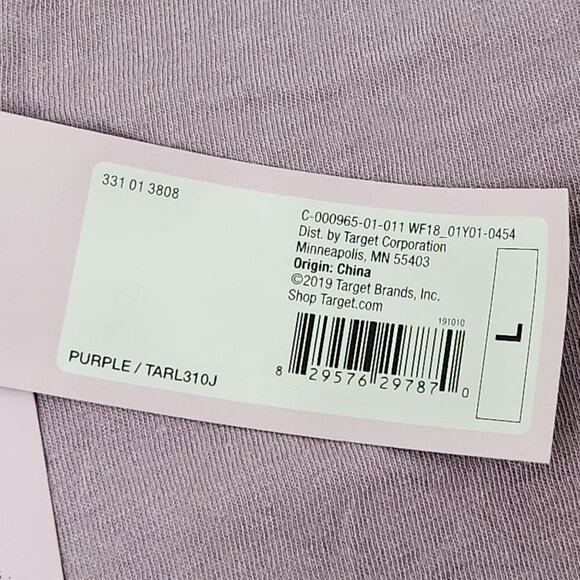 331 01 3808
C-000965-01-011 WF18_01Y01-0454
Dist. by Target Corporation
Minneapolis, MN 55403
Origin: China
©2019 Target Brands, Inc.
Shop Target.com
191010
8 29576 29787 0
L
PURPLE / TARL310J